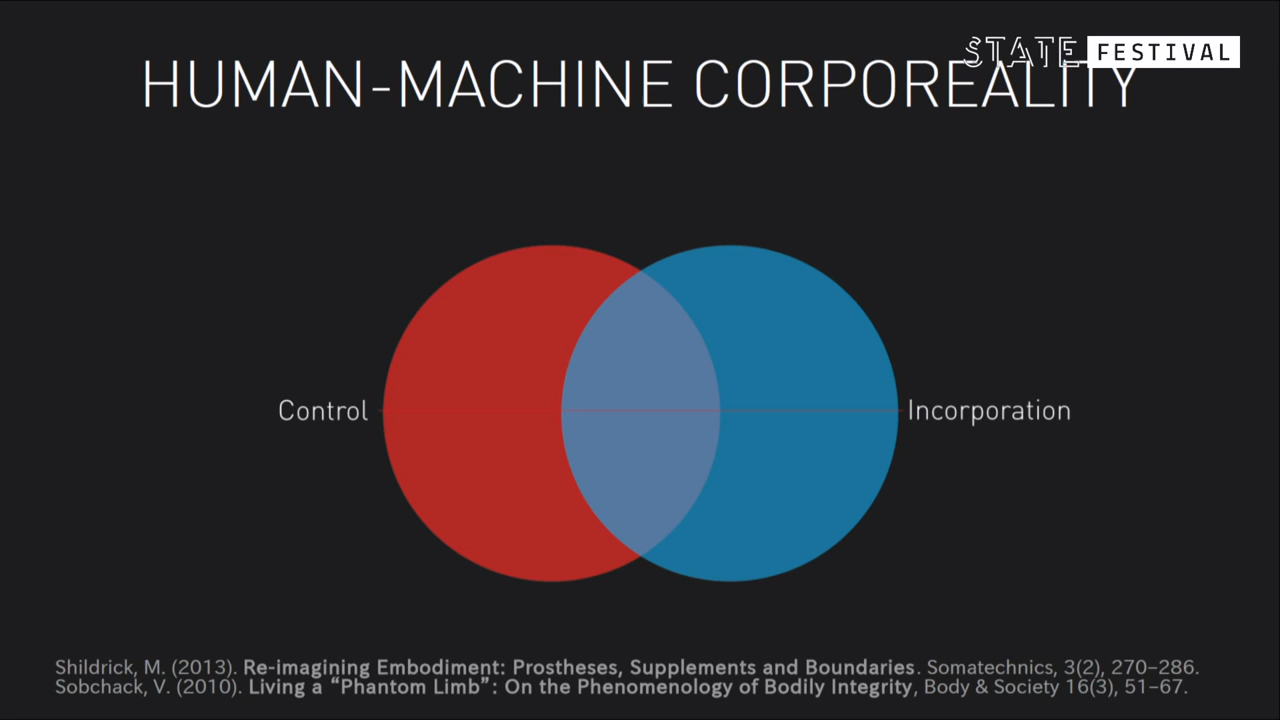 STATE FESTIVAL
HUMAN-MACHINE CORPOREALITY
Control
Incorporation
Shildrick, M. (2013). Re-imagining Embodiment: Prostheses, Supplements and Boundaries. Somatechnics, 3(2), 270–286.
Sobchack, V. (2010). Living a “Phantom Limb”: On the Phenomenology of Bodily Integrity, Body & Society 16(3), 51–67.